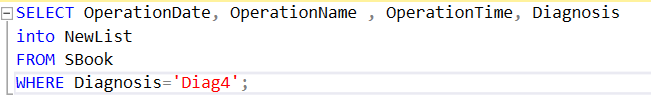 SELECT OperationDate, OperationName , OperationTime, Diagnosis
into NewList
FROM SBook
WHERE Diagnosis='Diag4';